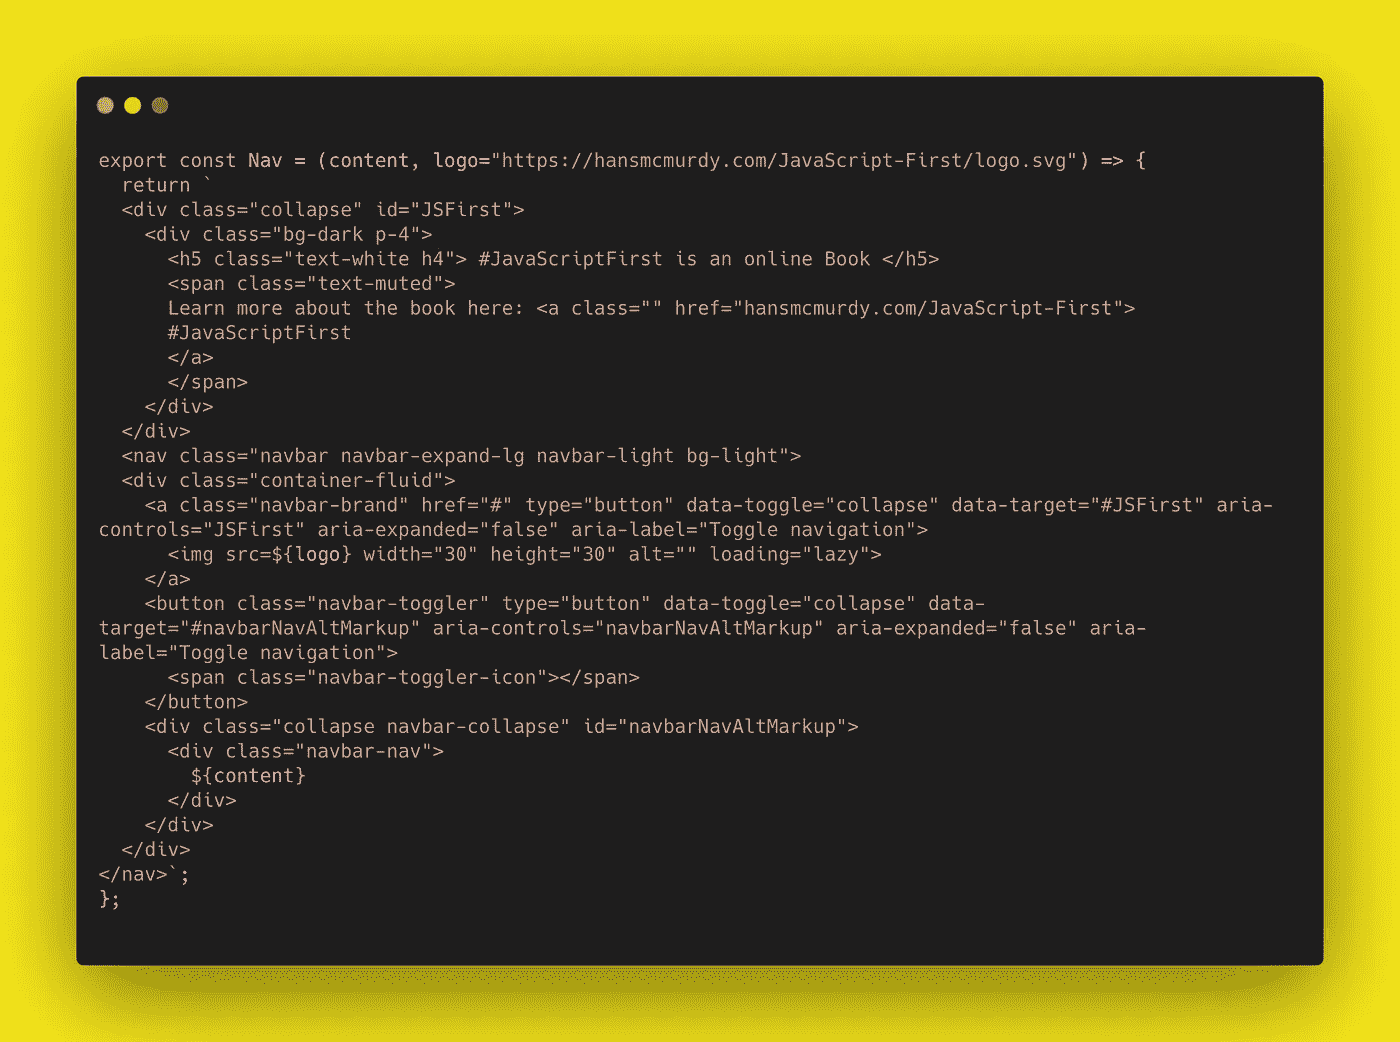 export const Nav = (content, logo="https://hansmcmurdy.com/JavaScript-First/logo.svg") => {
  return `
  <div class="collapse" id="JSFirst">
    <div class="bg-dark p-4">
      <h5 class="text-white h4"> #JavaScriptFirst is an online Book </h5>
      <span class="text-muted">
      Learn more about the book here: <a class="" href="hansmcmurdy.com/JavaScript-First">
      #JavaScriptFirst
      </a>
      </span>
    </div>
  </div>
  <nav class="navbar navbar-expand-lg navbar-light bg-light">
  <div class="container-fluid">
    <a class="navbar-brand" href="#" type="button" data-toggle="collapse" data-target="#JSFirst" aria-
controls="JSFirst" aria-expanded="false" aria-label="Toggle navigation">
      <img src=${logo} width="30" height="30" alt="" loading="lazy">
    </a>
    <button class="navbar-toggler" type="button" data-toggle="collapse" data-
target="#navbarNavAltMarkup" aria-controls="navbarNavAltMarkup" aria-expanded="false" aria-
label="Toggle navigation">
      <span class="navbar-toggler-icon"></span>
    </button>
    <div class="collapse navbar-collapse" id="navbarNavAltMarkup">
      <div class="navbar-nav">
        ${content}
      </div>
    </div>
  </div>
</nav>`;
};